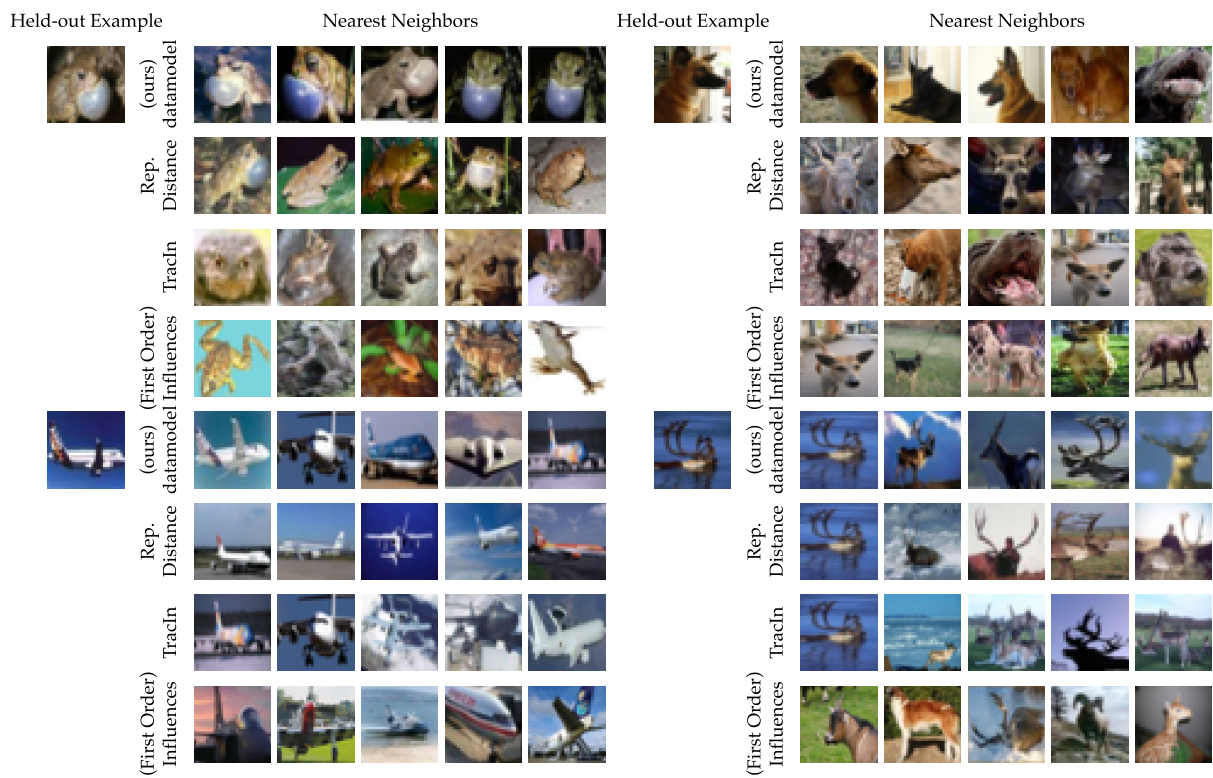 Held-out Example Nearest Neighbors Held-out Example Nearest Neighbors
(ours)
datamodel
(ours)
datamodel
Rep.
Distance
Rep.
Distance
TracIn
TracIn
(First Order)
Influences
(First Order)
Influences
(ours)
datamodel
(ours)
datamodel
Rep.
Distance
Rep.
Distance
TracIn
TracIn
(First Order)
Influences
(First Order)
Influences